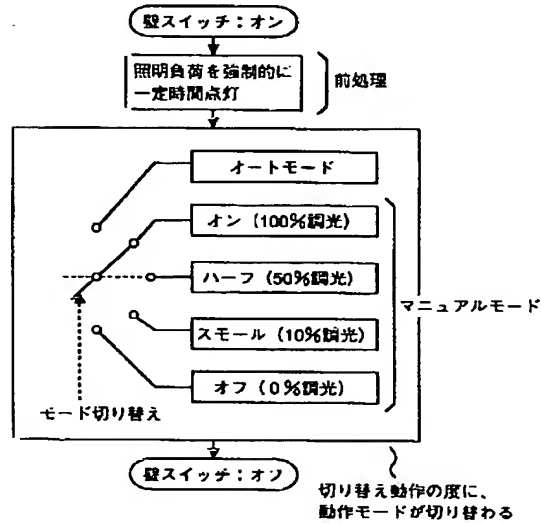 壁スイッチ：オン
照明負荷を強制的に
一定時間点灯
前処理
オートモード
オン（100％調光）
ハーフ（50％調光）
スモール（10％調光）
オフ（0％調光）
マニュアルモード
モード切り替え
壁スイッチ：オフ
切り替え動作の度に、
動作モードが切り替わる